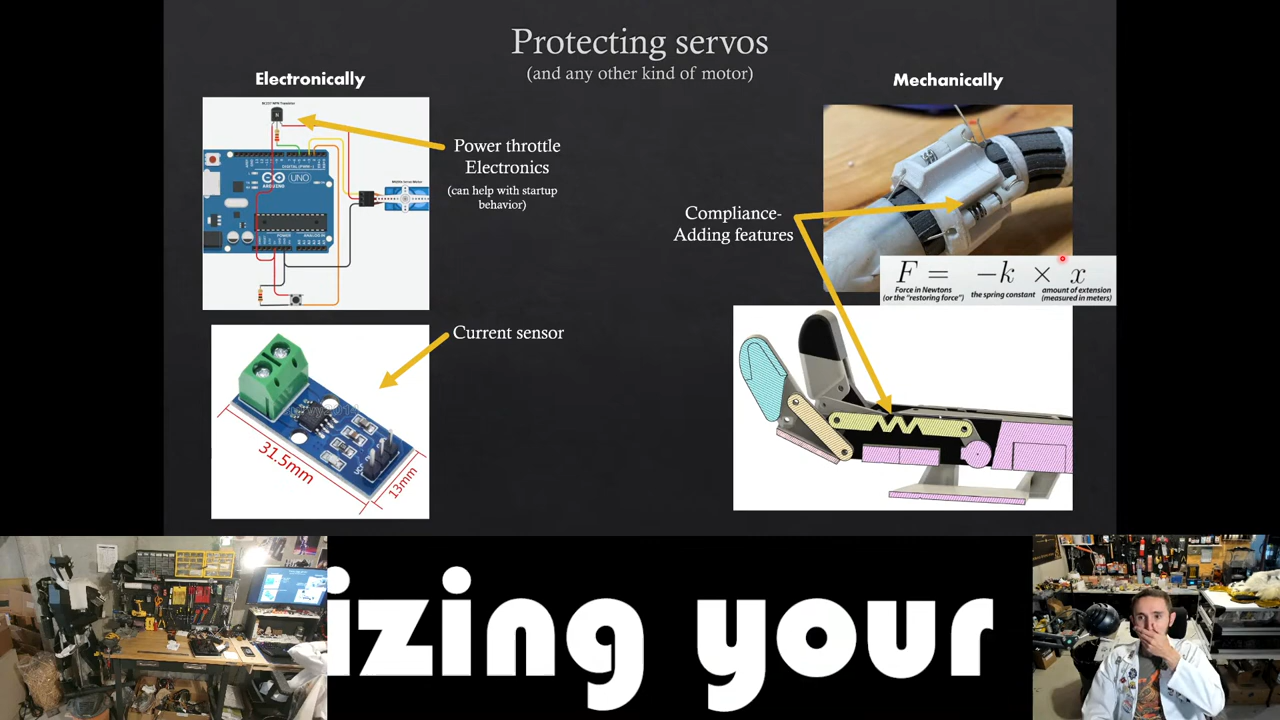 Protecting servos
(and any other kind of motor)
Electronically
Mechanically
Power throttle
Electronics
(can help with startup
behavior)
ARDUINO
UNO
POWER
Current sensor
31.5mm
13mm
Compliance-
Adding features
F = −k × x
Force in Newtons
(or the "restoring force")
the spring constant
amount of extension
(measured in meters)
izing your